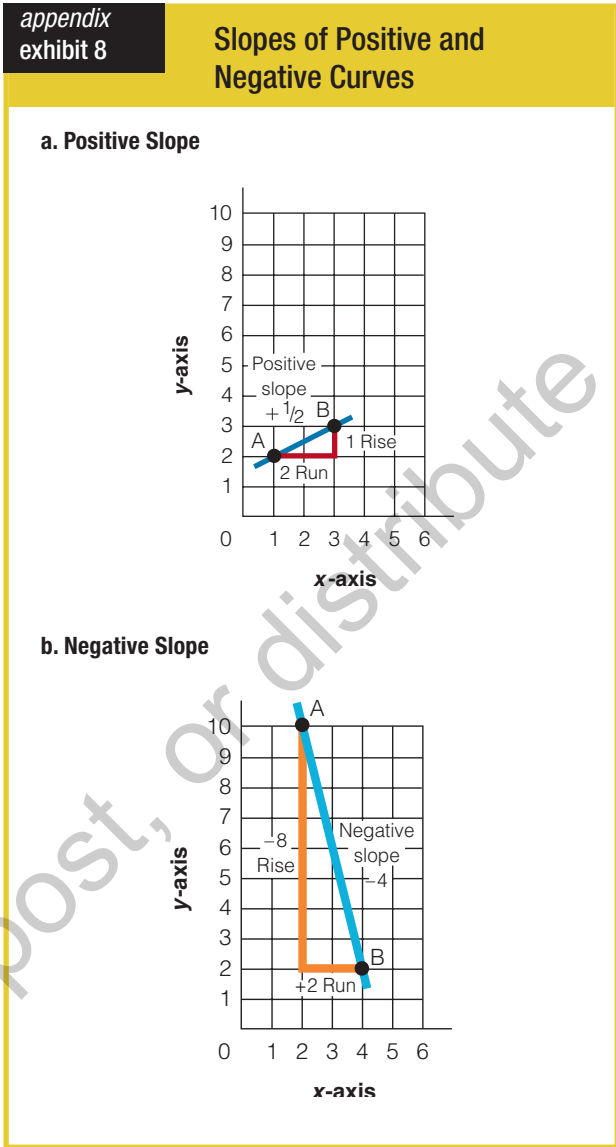 appendix
exhibit 8
Slopes of Positive and
Negative Curves
a. Positive Slope
10
9
8
7
6
5
4
3
2
1
y-axis
Positive
slope
+ 1/2
A
B
1 Rise
2 Run
0 1 2 3 4 5 6
x-axis
b. Negative Slope
10
9
8
7
6
5
4
3
2
1
y-axis
A
−8
Rise
Negative
slope
−4
B
+2 Run
0 1 2 3 4 5 6
x-axis
post, or distribute